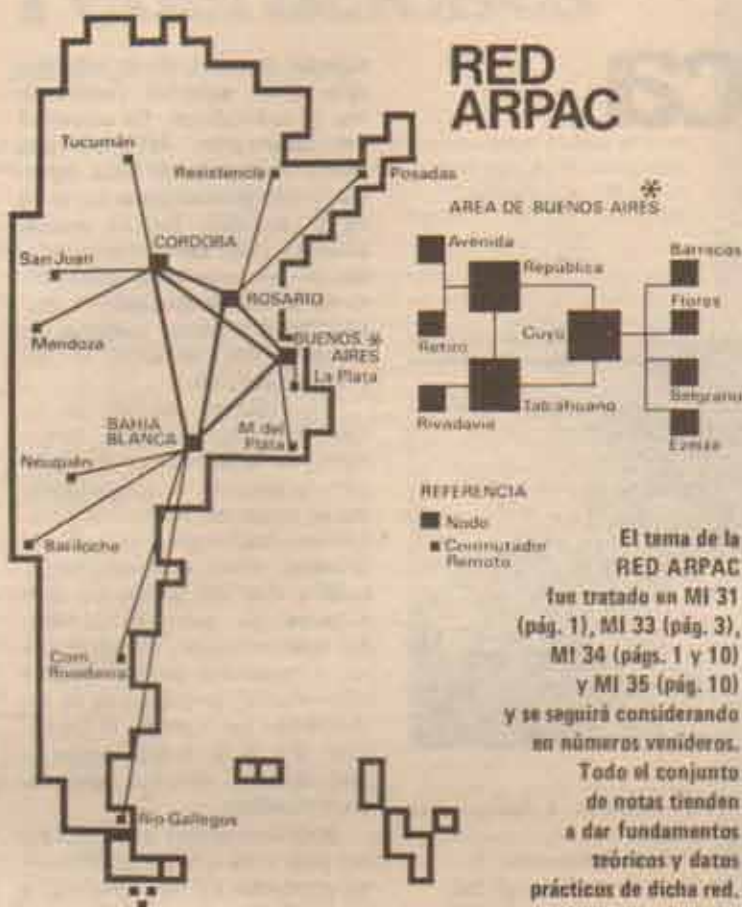 RED
ARPAC
Tucumán
Resistencia
Posadas
CORDOBA
San Juan
ROSARIO
Mendoza
BUENOS *
AIRES
La Plata
BAHIA
BLANCA
M. del
Plata
Neuquén
Bariloche
Com.
Rivadavia
Rio Gallegos
*
AREA DE BUENOS AIRES
Avenida
Republica
Barracas
Flores
Cuyo
Retiro
Belgrano
Rivadavia
Talcahuano
Ezeiza
REFERENCIA
Nodo
Conmutador
Remoto
El tema de la
RED ARPAC
fue tratado en MI 31
(pág. 1), MI 33 (pág. 3),
MI 34 (págs. 1 y 10)
y MI 35 (pág. 10)
y se seguirá considerando
en números venideros.
Todo el conjunto
de notas tienden
a dar fundamentos
teóricos y datos
prácticos de dicha red.